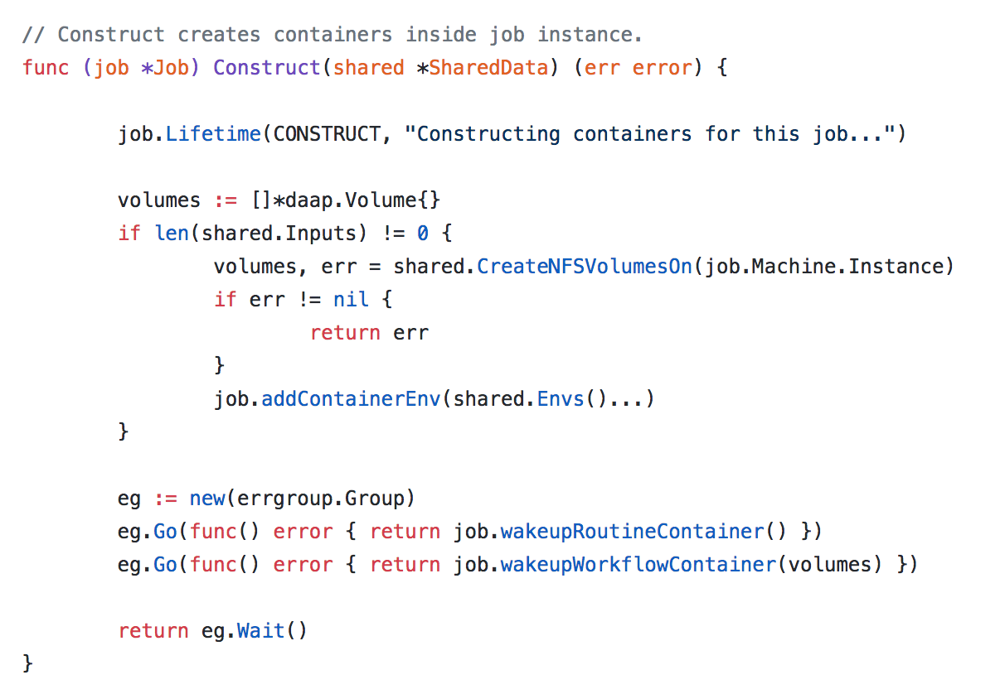 // Construct creates containers inside job instance.
func (job *Job) Construct(shared *SharedData) (err error) {

        job.Lifetime(CONSTRUCT, "Constructing containers for this job...")

        volumes := []*daap.Volume{}
        if len(shared.Inputs) != 0 {
                volumes, err = shared.CreateNFSVolumesOn(job.Machine.Instance)
                if err != nil {
                        return err
                }
                job.addContainerEnv(shared.Envs()...)
        }

        eg := new(errgroup.Group)
        eg.Go(func() error { return job.wakeupRoutineContainer() })
        eg.Go(func() error { return job.wakeupWorkflowContainer(volumes) })

        return eg.Wait()
}